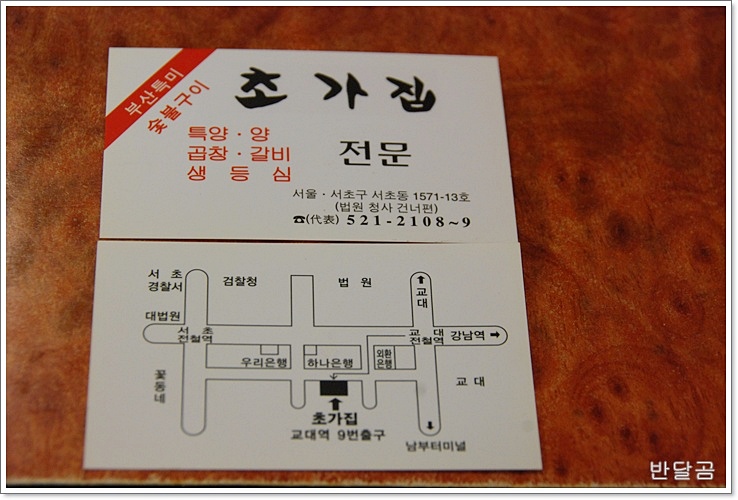 부산특미
숯불구이
초가집
특양 · 양
곱창 · 갈비
생 등 심
전문
서울 · 서초구 서초동 1571-13호
(법원 청사 건너편)
☎(代表) 521-2108~9
서 초
경찰서
검찰청
법 원
교대
대법원
서 초
전철역
교 대
전철역
강남역
우리은행
하나은행
외환
은행
꽃동네
교 대
초가집
교대역 9번출구
남부터미널
반달곰